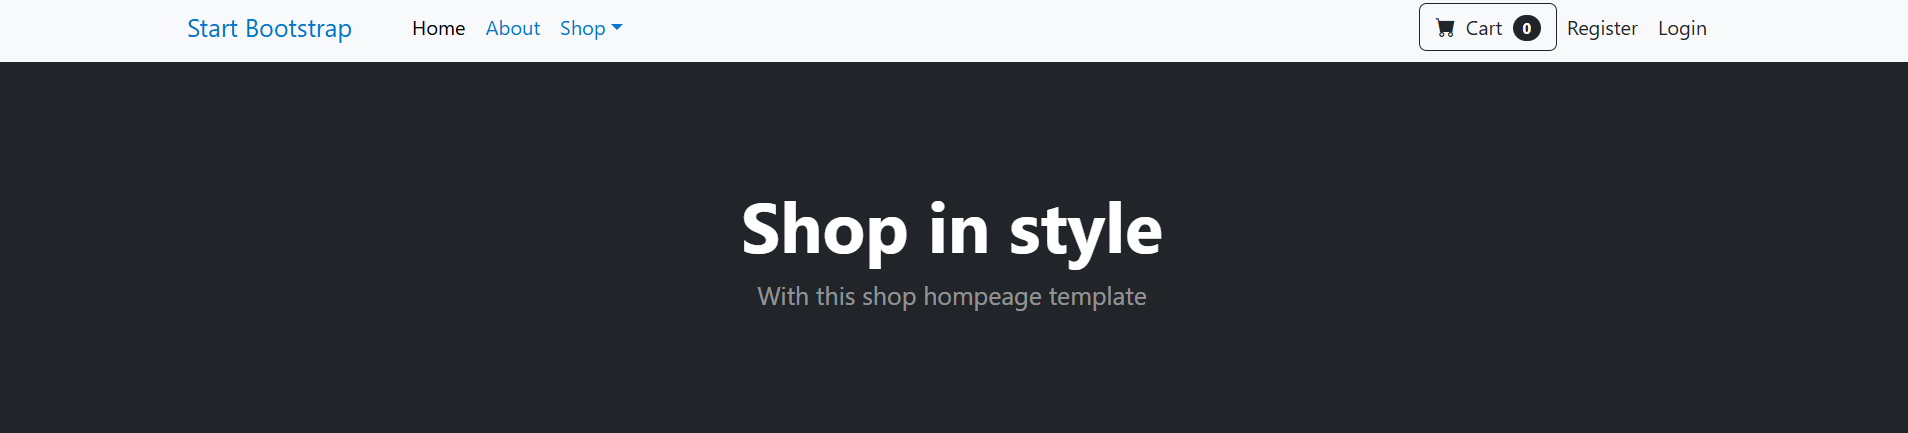 Start Bootstrap Home About Shop Cart 0 Register Login
Shop in style
With this shop hompeage template